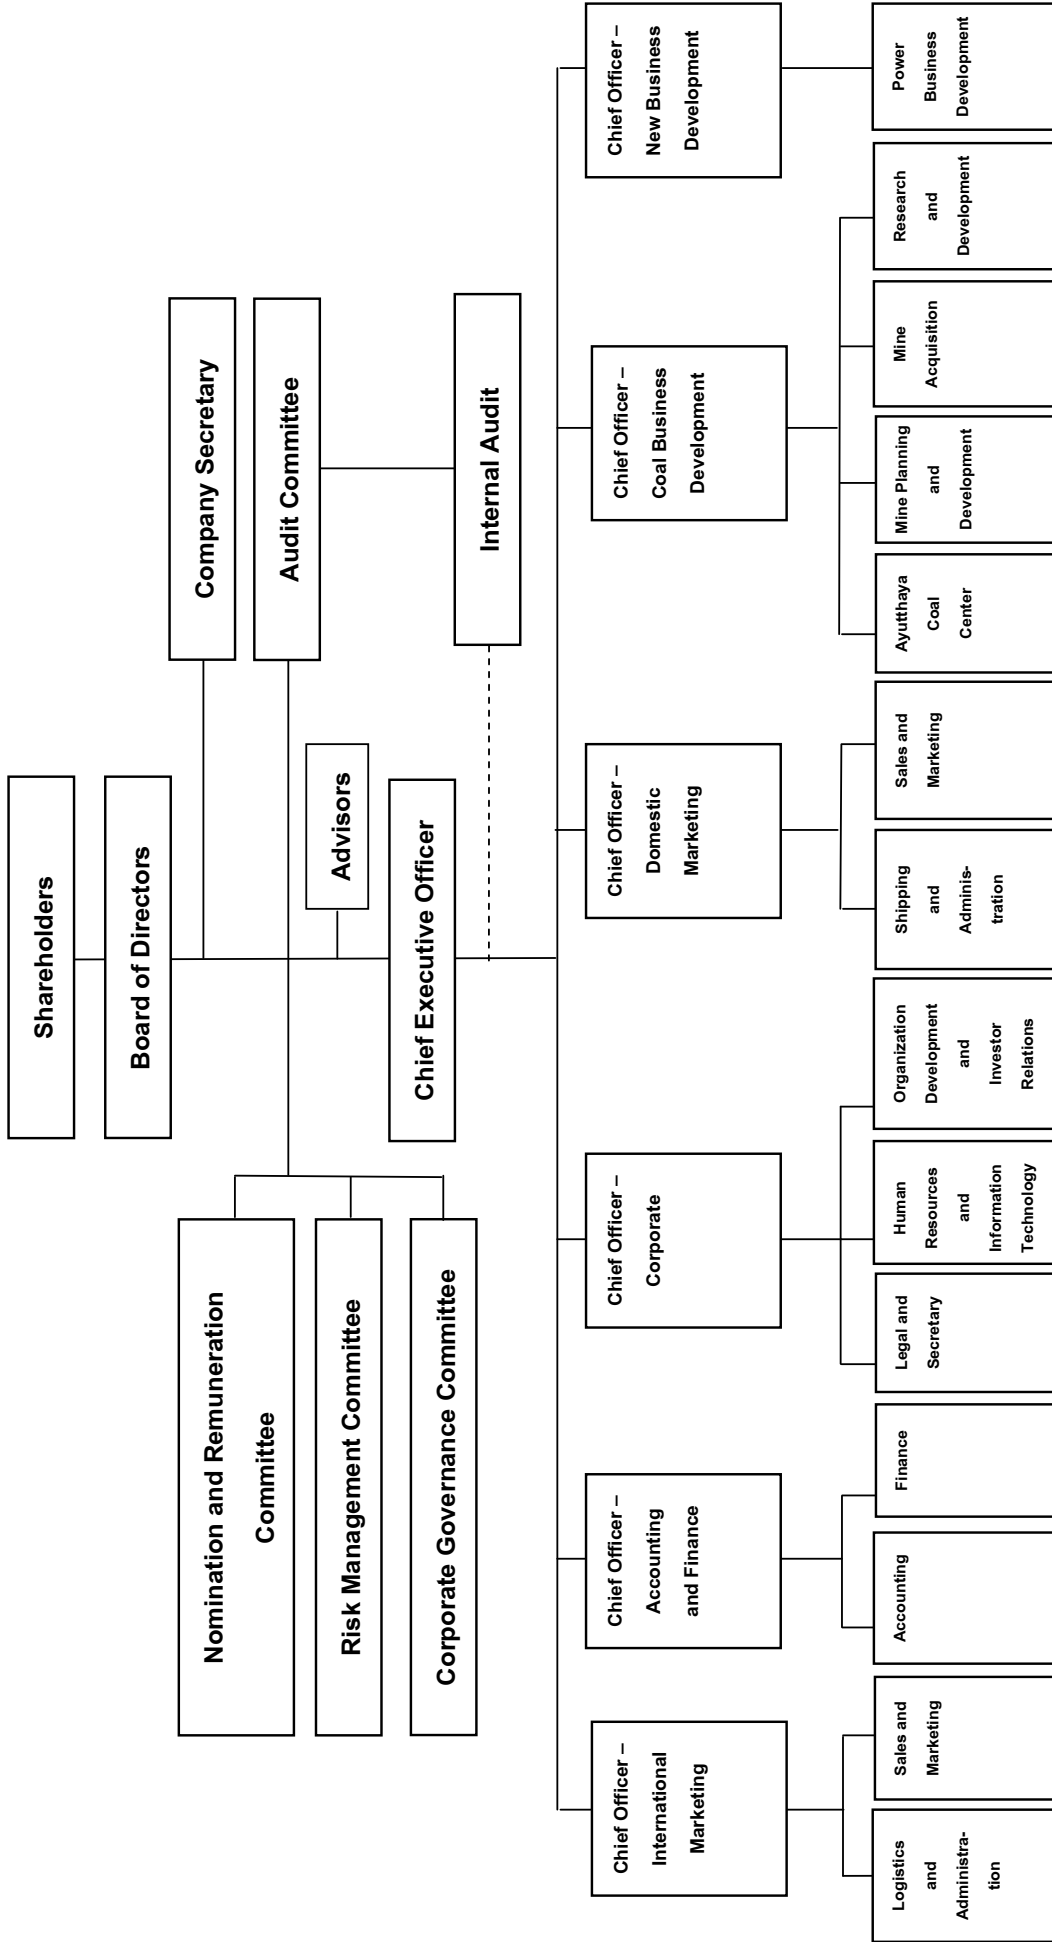 Shareholders
Board of Directors
Company Secretary
Nomination and Remuneration
Committee
Audit Committee
Advisors
Risk Management Committee
Chief Executive Officer
Corporate Governance Committee
Internal Audit
Chief Officer –
International
Marketing
Chief Officer –
Accounting
and Finance
Chief Officer –
Corporate
Chief Officer –
Domestic
Marketing
Chief Officer –
Coal Business
Development
Chief Officer –
New Business
Development
Logistics
and
Administra-
tion
Sales and
Marketing
Accounting
Finance
Legal and
Secretary
Human
Resources
and
Information
Technology
Organization
Development
and
Investor
Relations
Shipping
and
Adminis-
tration
Sales and
Marketing
Ayutthaya
Coal
Center
Mine Planning
and
Development
Mine
Acquisition
Research
and
Development
Power
Business
Development